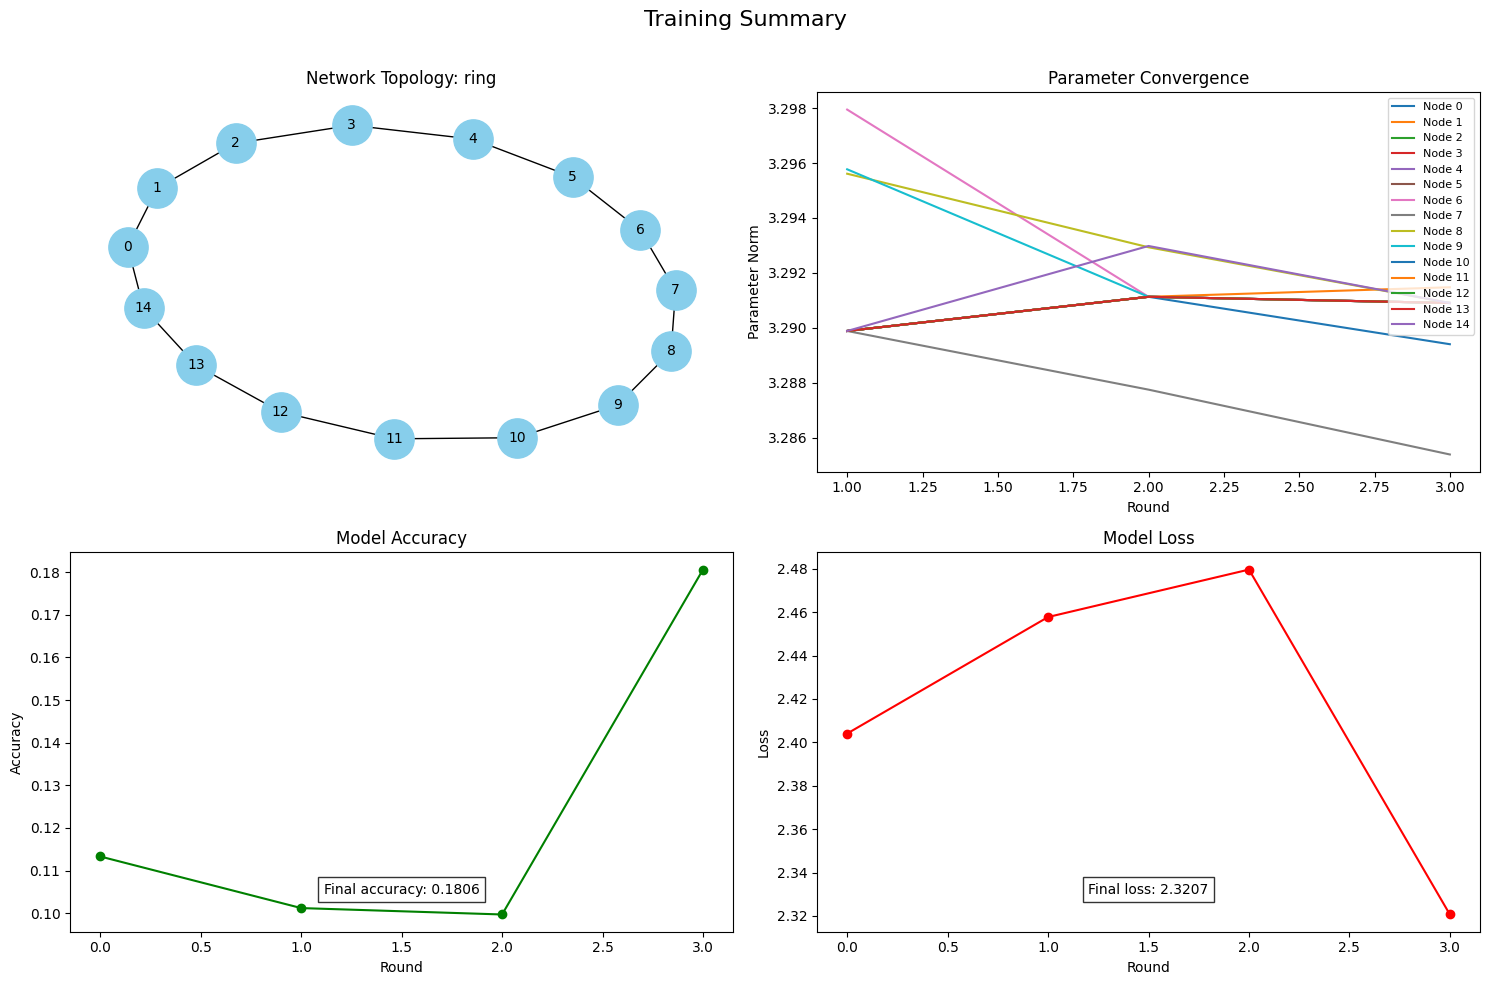 Training Summary
Network Topology: ring
0
1
2
3
4
5
6
7
8
9
10
11
12
13
14
Parameter Convergence
Parameter Norm
3.298
3.296
3.294
3.292
3.290
3.288
3.286
Node 0
Node 1
Node 2
Node 3
Node 4
Node 5
Node 6
Node 7
Node 8
Node 9
Node 10
Node 11
Node 12
Node 13
Node 14
1.00 1.25 1.50 1.75 2.00 2.25 2.50 2.75 3.00
Round
Model Accuracy
Accuracy
0.18
0.17
0.16
0.15
0.14
0.13
0.12
0.11
0.10
Final accuracy: 0.1806
0.0 0.5 1.0 1.5 2.0 2.5 3.0
Round
Model Loss
Loss
2.48
2.46
2.44
2.42
2.40
2.38
2.36
2.34
2.32
Final loss: 2.3207
0.0 0.5 1.0 1.5 2.0 2.5 3.0
Round